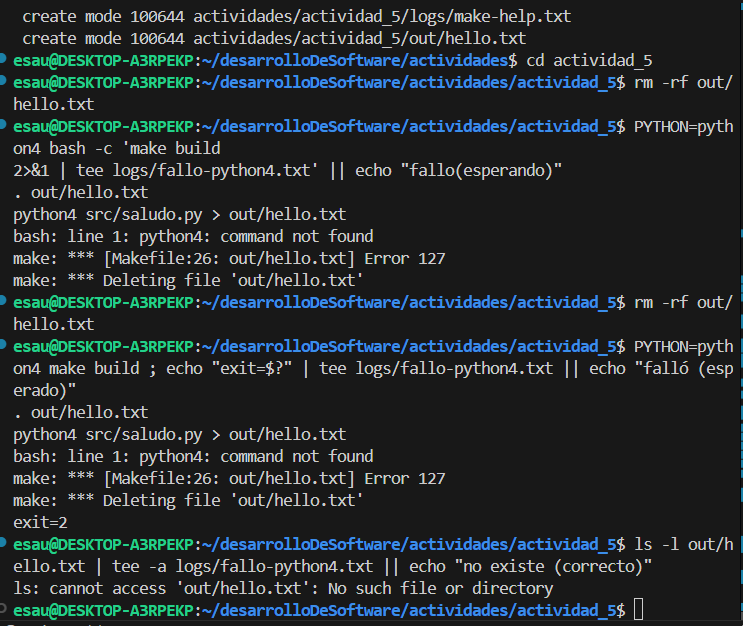 create mode 100644 actividades/actividad_5/logs/make-help.txt
create mode 100644 actividades/actividad_5/out/hello.txt
esau@DESKTOP-A3RPEKP:~/desarrolloDeSoftware/actividades$ cd actividad_5
esau@DESKTOP-A3RPEKP:~/desarrolloDeSoftware/actividades/actividad_5$ rm -rf out/
hello.txt
esau@DESKTOP-A3RPEKP:~/desarrolloDeSoftware/actividades/actividad_5$ PYTHON=pyth
on4 bash -c 'make build
2>&1 | tee logs/fallo-python4.txt' || echo "fallo(esperando)"
. out/hello.txt
python4 src/saludo.py > out/hello.txt
bash: line 1: python4: command not found
make: *** [Makefile:26: out/hello.txt] Error 127
make: *** Deleting file 'out/hello.txt'
esau@DESKTOP-A3RPEKP:~/desarrolloDeSoftware/actividades/actividad_5$ rm -rf out/
hello.txt
esau@DESKTOP-A3RPEKP:~/desarrolloDeSoftware/actividades/actividad_5$ PYTHON=pyth
on4 make build ; echo "exit=$?" | tee logs/fallo-python4.txt || echo "falló (esp
erado)"
. out/hello.txt
python4 src/saludo.py > out/hello.txt
bash: line 1: python4: command not found
make: *** [Makefile:26: out/hello.txt] Error 127
make: *** Deleting file 'out/hello.txt'
exit=2
esau@DESKTOP-A3RPEKP:~/desarrolloDeSoftware/actividades/actividad_5$ ls -l out/h
ello.txt | tee -a logs/fallo-python4.txt || echo "no existe (correcto)"
ls: cannot access 'out/hello.txt': No such file or directory
esau@DESKTOP-A3RPEKP:~/desarrolloDeSoftware/actividades/actividad_5$